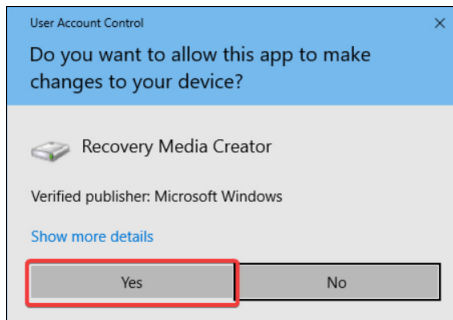 User Account Control
Do you want to allow this app to make
changes to your device?
Recovery Media Creator
Verified publisher: Microsoft Windows
Show more details
Yes
No